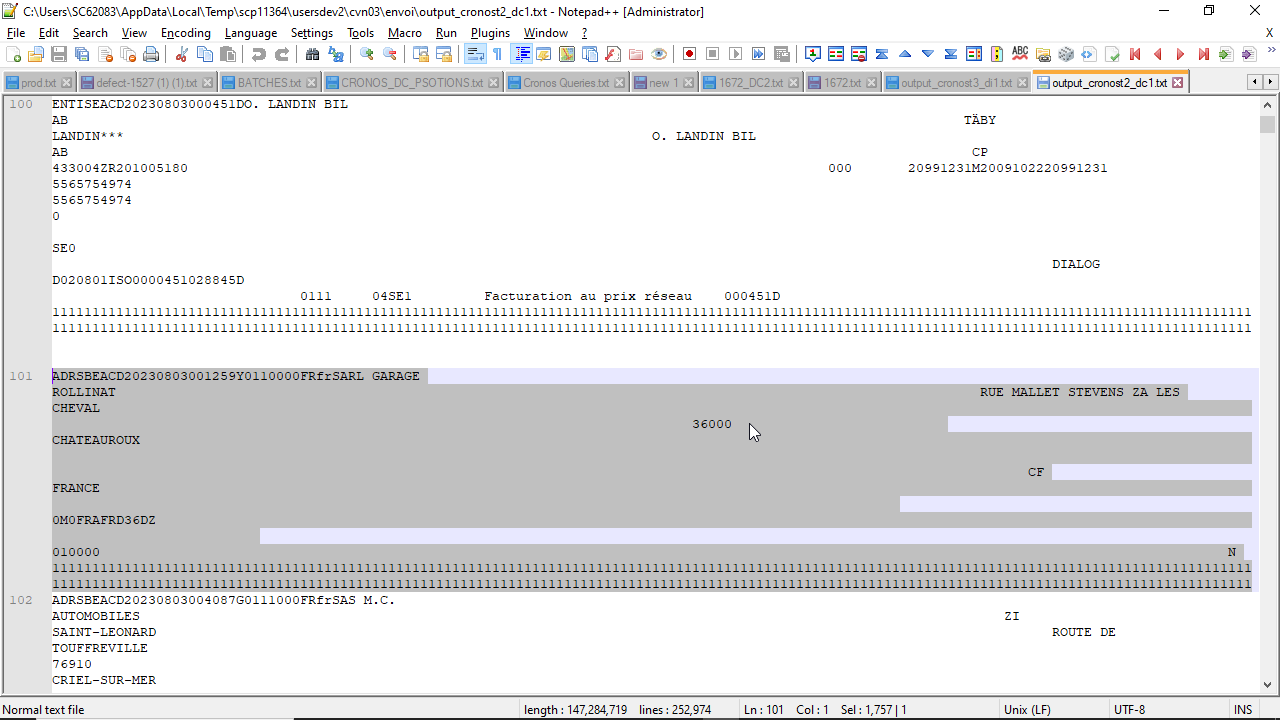 C:\Users\SC62083\AppData\Local\Temp\scp11364\usersdev2\cvn03\envoi\output_cronost2_dc1.txt - Notepad++ [Administrator]
File Edit Search View Encoding Language Settings Tools Macro Run Plugins Window ? X
prod.txt defect-1527 (1) (1).txt BATCHES.txt CRONOS_DC_PSOTIONS.txt Cronos Queries.txt new 1 1672_DC2.txt 1672.txt output_cronost3_di1.txt output_cronost2_dc1.txt
100 ENTISEACD20230803000451DO. LANDIN BIL
AB TÄBY
LANDIN*** O. LANDIN BIL
AB CP
433004ZR201005180 000 20991231M2009102220991231
5565754974
5565754974
0
SE0
DIALOG
D020801ISO0000451028845D
0111 04SE1 Facturation au prix réseau 000451D
111111111111111111111111111111111111111111111111111111111111111111111111111111111111111111111111111111111111111111111111111111111111111111111111111111
111111111111111111111111111111111111111111111111111111111111111111111111111111111111111111111111111111111111111111111111111111111111111111111111111111
101 ADRSBEACD20230803001259Y0110000FRfrSARL GARAGE
ROLLINAT RUE MALLET STEVENS ZA LES
CHEVAL
36000
CHATEAUROUX
CF
FRANCE
0M0FRAFRD36DZ
010000 N
111111111111111111111111111111111111111111111111111111111111111111111111111111111111111111111111111111111111111111111111111111111111111111111111111111
111111111111111111111111111111111111111111111111111111111111111111111111111111111111111111111111111111111111111111111111111111111111111111111111111111
102 ADRSBEACD20230803004087G0111000FRfrSAS M.C.
AUTOMOBILES ZI
SAINT-LEONARD ROUTE DE
TOUFFREVILLE
76910
CRIEL-SUR-MER
Normal text file length : 147,284,719 lines : 252,974 Ln : 101 Col : 1 Sel : 1,757 | 1 Unix (LF) UTF-8 INS